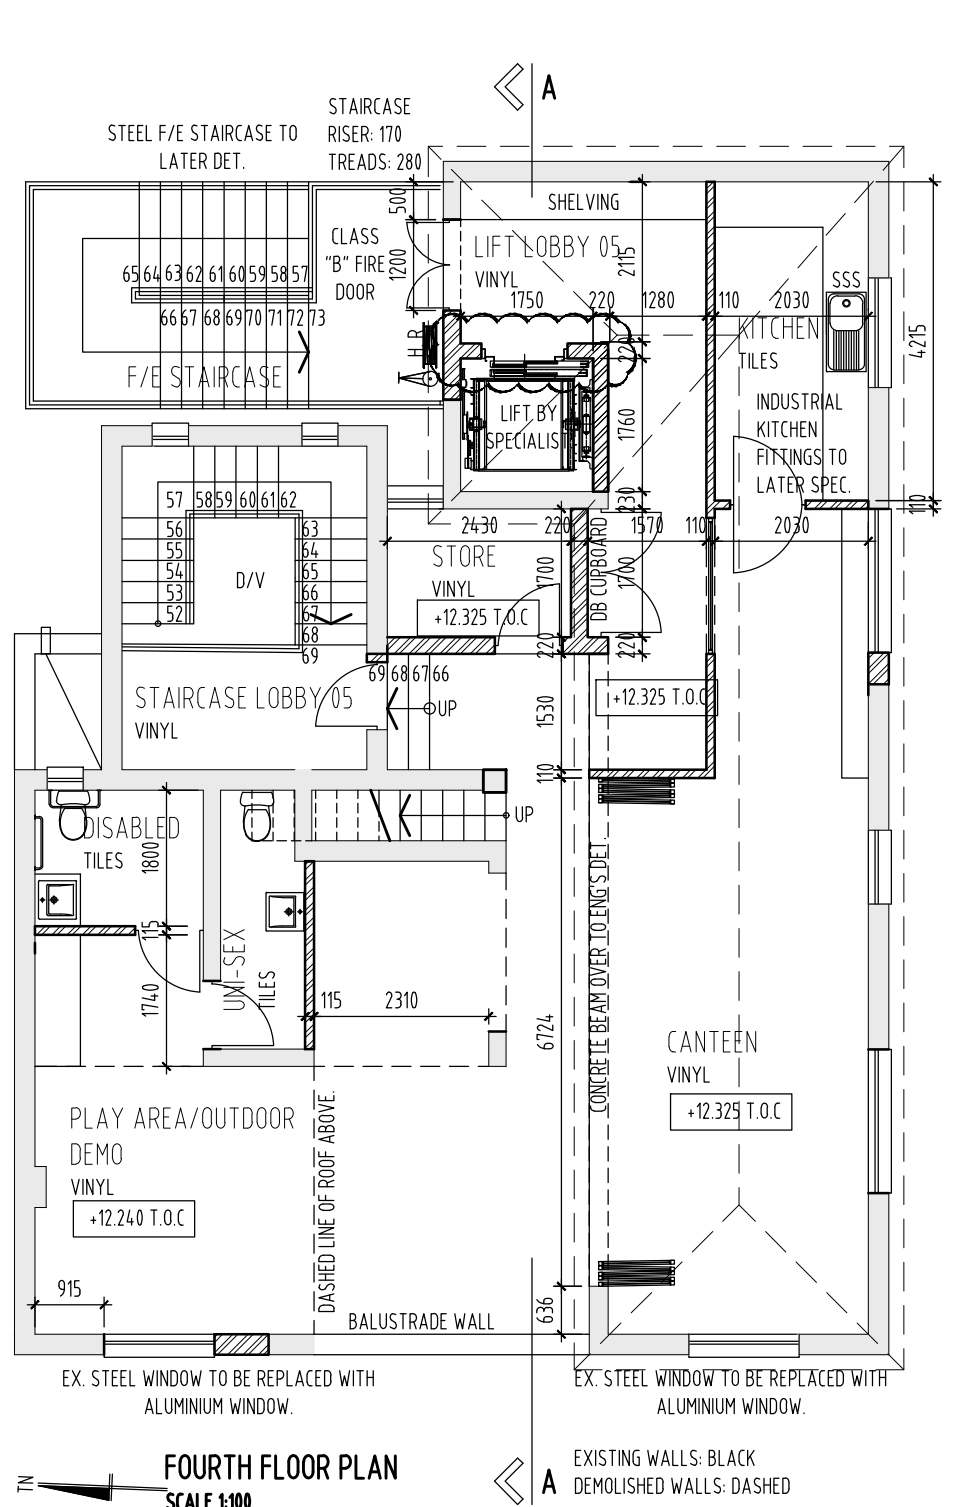 A
STAIRCASE
RISER: 170
TREADS: 280
STEEL F/E STAIRCASE TO
LATER DET.
500
SHELVING
CLASS
"B" FIRE
DOOR
1200
LIFT LOBBY 05
VINYL
2115
65 64 63 62 61 60 59 58 57
66 67 68 69 70 71 72 73
F/E STAIRCASE
1750 220 1280 110 2030
SSS
H.R
220
KITCHEN
TILES
4215
INDUSTRIAL
KITCHEN
FITTINGS TO
LATER SPEC.
LIFT BY
SPECIALIST
1760
230
110
57 58 59 60 61 62
56
55
54
53
52
63
64
65
66
67
68
69
D/V
2430 220 1570 110 2030
STORE
VINYL
+12.325 T.O.C
1700
DB CUPBOARD
1700
220
220
69 68 67 66
UP
STAIRCASE LOBBY 05
VINYL
+12.325 T.O.C
1530
110
UP
DISABLED
TILES
1800
115
1740
UNI-SEX
TILES
115 2310
CONCRETE BEAM OVER TO ENG'S DET
6724
CANTEEN
VINYL
+12.325 T.O.C
PLAY AREA/OUTDOOR
DEMO
VINYL
+12.240 T.O.C
DASHED LINE OF ROOF ABOVE.
915
636
BALUSTRADE WALL
EX. STEEL WINDOW TO BE REPLACED WITH
ALUMINIUM WINDOW.
EX. STEEL WINDOW TO BE REPLACED WITH
ALUMINIUM WINDOW.
TN
FOURTH FLOOR PLAN
SCALE 1:100
A
EXISTING WALLS: BLACK
DEMOLISHED WALLS: DASHED